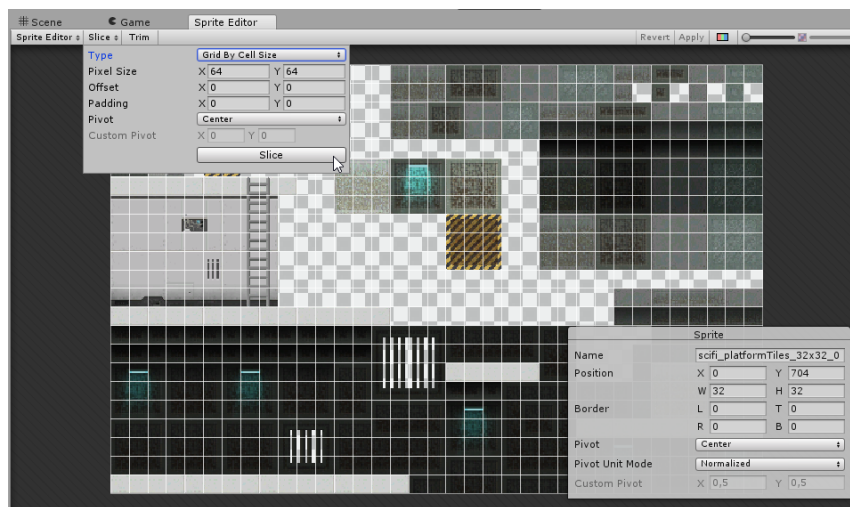 Scene Game Sprite Editor
Sprite Editor Slice Trim Revert Apply
Type Grid By Cell Size
Pixel Size X 64 Y 64
Offset X 0 Y 0
Padding X 0 Y 0
Pivot Center
Custom Pivot X 0 Y 0
Slice
Sprite
Name scifi_platformTiles_32x32_0
Position X 0 Y 704
W 32 H 32
Border L 0 T 0
R 0 B 0
Pivot Center
Pivot Unit Mode Normalized
Custom Pivot X 0,5 Y 0,5